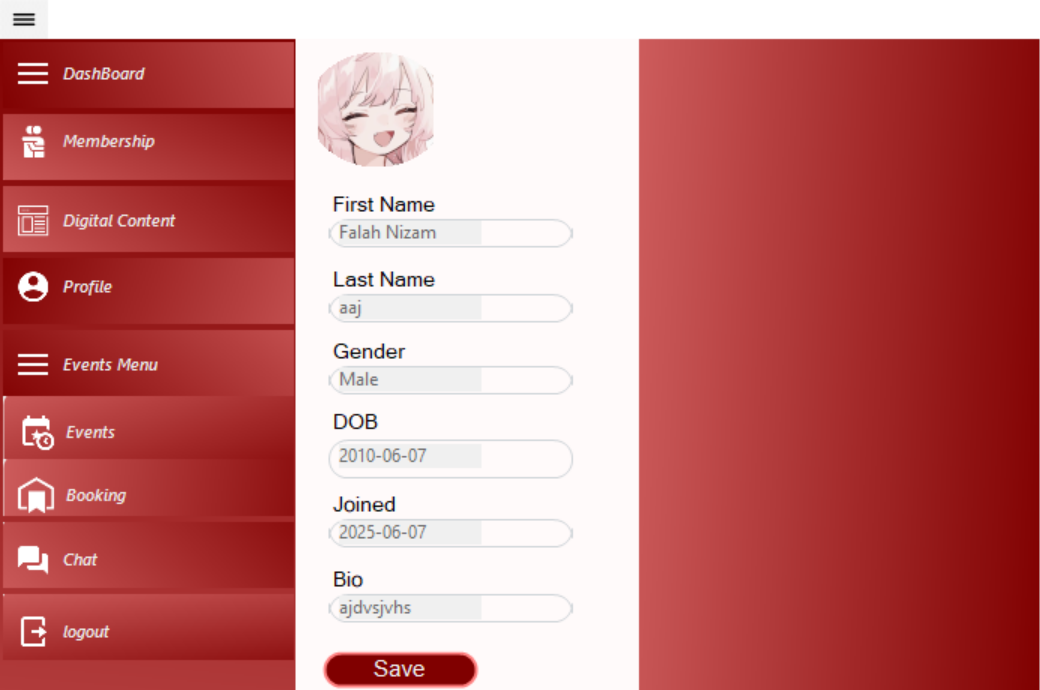 DashBoard
Membership
Digital Content
Profile
Events Menu
Events
Booking
Chat
logout
First Name
Falah Nizam
Last Name
aaj
Gender
Male
DOB
2010-06-07
Joined
2025-06-07
Bio
ajdvsjvhs
Save